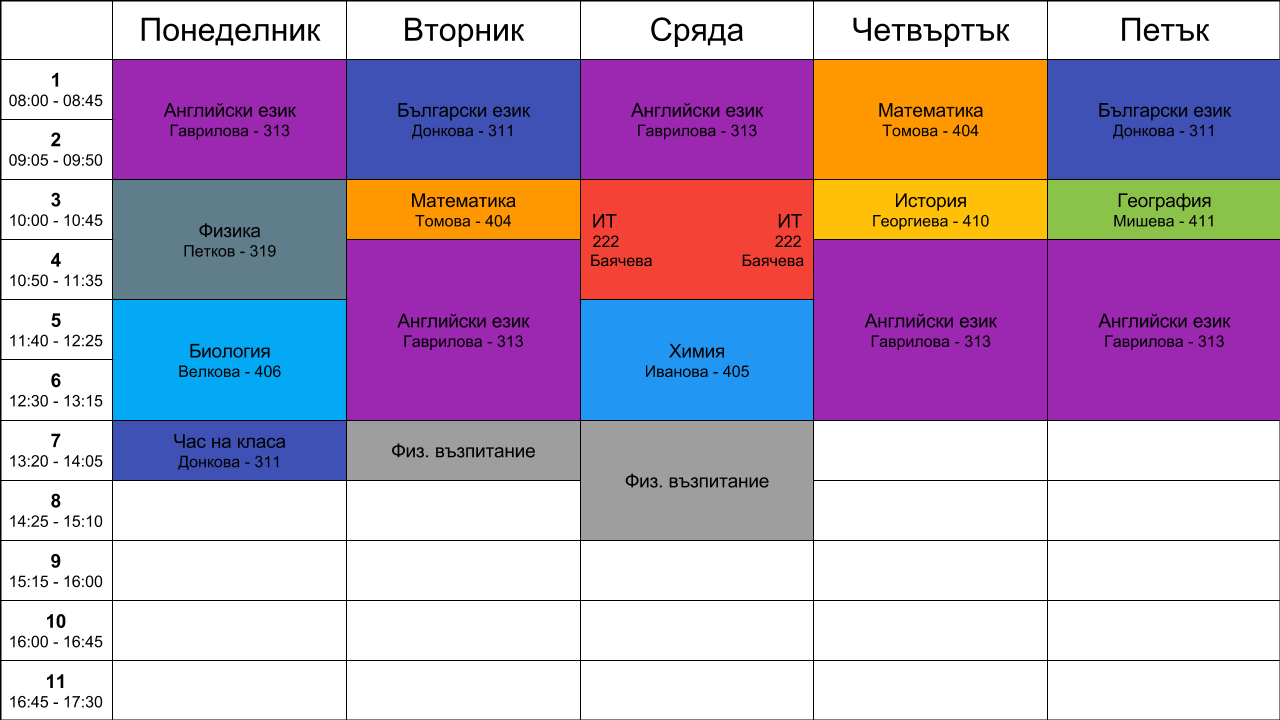 Понеделник
Вторник
Сряда
Четвъртък
Петък
1
08:00 - 08:45
2
09:05 - 09:50
Английски език
Гаврилова - 313
Български език
Донкова - 311
Английски език
Гаврилова - 313
Математика
Томова - 404
Български език
Донкова - 311
3
10:00 - 10:45
4
10:50 - 11:35
Физика
Петков - 319
Математика
Томова - 404
ИТ
222
Баячева
ИТ
222
Баячева
История
Георгиева - 410
География
Мишева - 411
5
11:40 - 12:25
6
12:30 - 13:15
Биология
Велкова - 406
Английски език
Гаврилова - 313
Химия
Иванова - 405
Английски език
Гаврилова - 313
Английски език
Гаврилова - 313
7
13:20 - 14:05
Час на класа
Донкова - 311
Физ. възпитание
Физ. възпитание
8
14:25 - 15:10
9
15:15 - 16:00
10
16:00 - 16:45
11
16:45 - 17:30